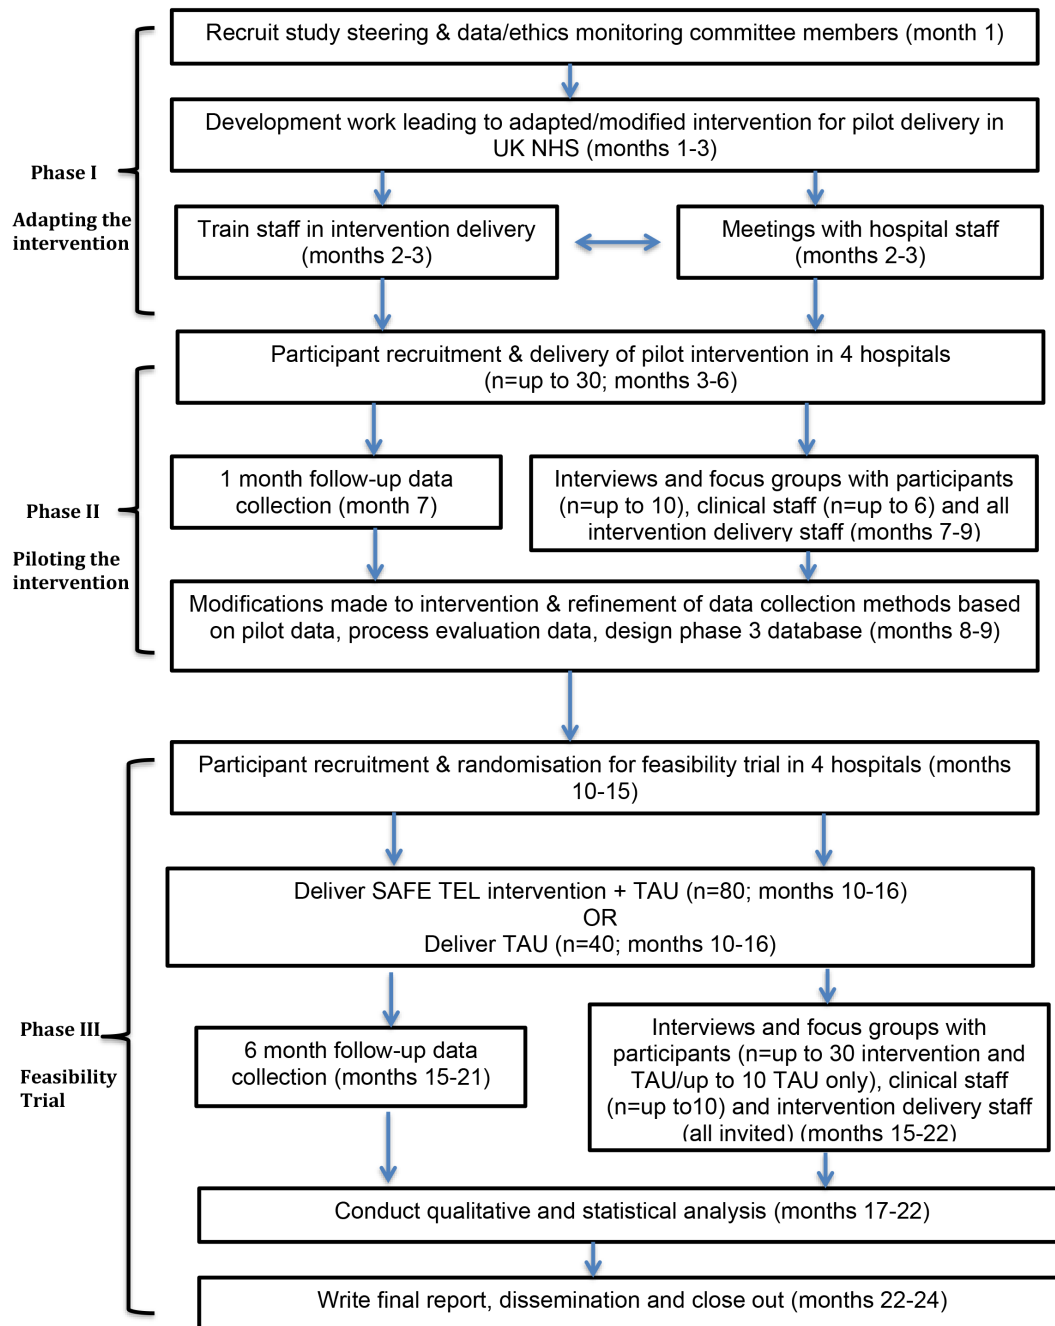 Recruit study steering & data/ethics monitoring committee members (month 1)
Development work leading to adapted/modified intervention for pilot delivery in
UK NHS (months 1-3)
Phase I
Adapting the
intervention
Train staff in intervention delivery
(months 2-3)
Meetings with hospital staff
(months 2-3)
Participant recruitment & delivery of pilot intervention in 4 hospitals
(n=up to 30; months 3-6)
Phase II
Piloting the
intervention
1 month follow-up data
collection (month 7)
Interviews and focus groups with participants
(n=up to 10), clinical staff (n=up to 6) and all
intervention delivery staff (months 7-9)
Modifications made to intervention & refinement of data collection methods based
on pilot data, process evaluation data, design phase 3 database (months 8-9)
Participant recruitment & randomisation for feasibility trial in 4 hospitals (months
10-15)
Deliver SAFE TEL intervention + TAU (n=80; months 10-16)
OR
Deliver TAU (n=40; months 10-16)
Phase III
Feasibility
Trial
6 month follow-up data
collection (months 15-21)
Interviews and focus groups with
participants (n=up to 30 intervention and
TAU/up to 10 TAU only), clinical staff
(n=up to10) and intervention delivery staff
(all invited) (months 15-22)
Conduct qualitative and statistical analysis (months 17-22)
Write final report, dissemination and close out (months 22-24)